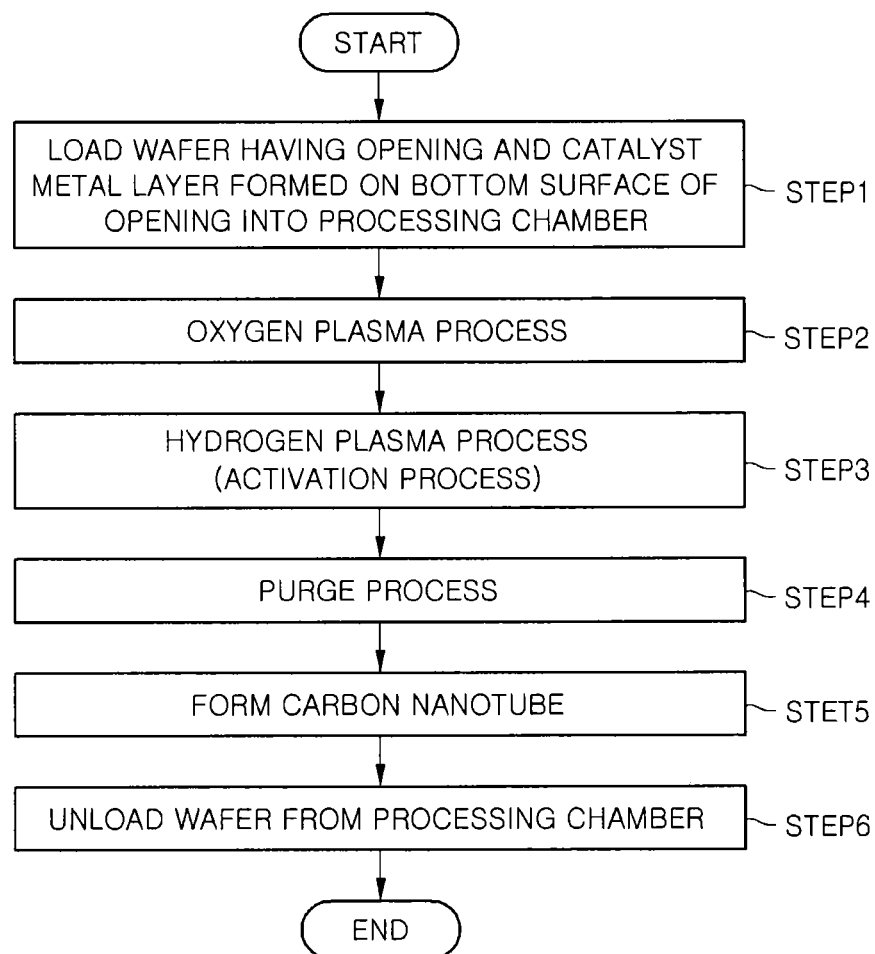 START
LOAD WAFER HAVING OPENING AND CATALYST
METAL LAYER FORMED ON BOTTOM SURFACE OF
OPENING INTO PROCESSING CHAMBER
STEP1
OXYGEN PLASMA PROCESS
STEP2
HYDROGEN PLASMA PROCESS
(ACTIVATION PROCESS)
STEP3
PURGE PROCESS
STEP4
FORM CARBON NANOTUBE
STET5
UNLOAD WAFER FROM PROCESSING CHAMBER
STEP6
END